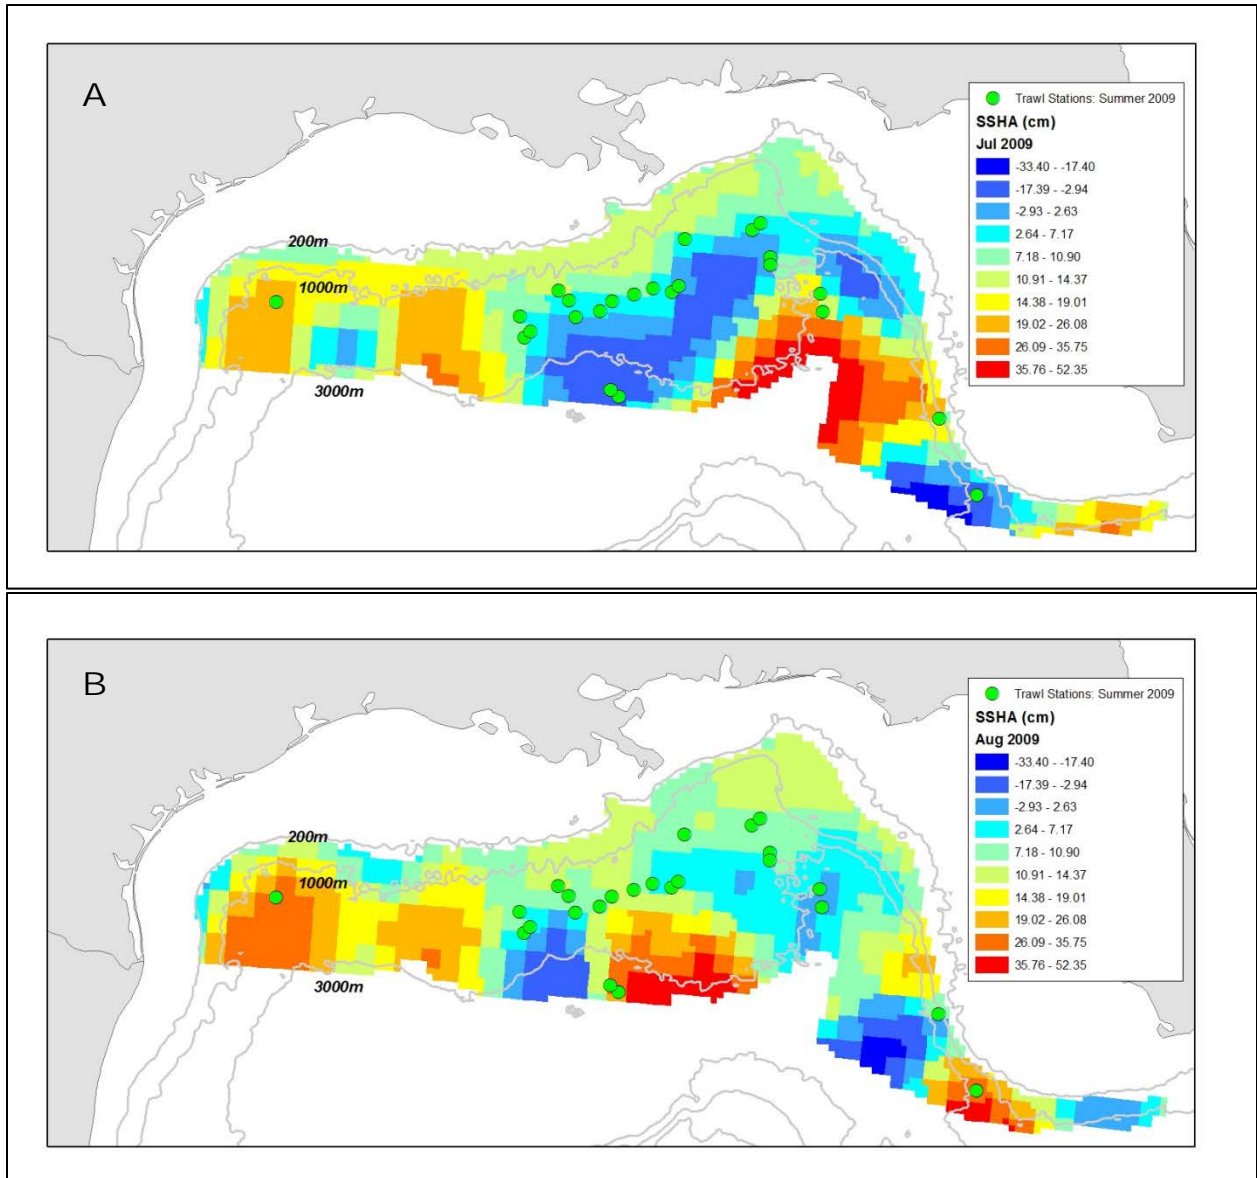 A
Trawl Stations: Summer 2009
SSHA (cm)
Jul 2009
-33.40 - -17.40
-17.39 - -2.94
-2.93 - 2.63
2.64 - 7.17
7.18 - 10.90
10.91 - 14.37
14.38 - 19.01
19.02 - 26.08
26.09 - 35.75
35.76 - 52.35
200m
1000m
3000m
B
Trawl Stations: Summer 2009
SSHA (cm)
Aug 2009
-33.40 - -17.40
-17.39 - -2.94
-2.93 - 2.63
2.64 - 7.17
7.18 - 10.90
10.91 - 14.37
14.38 - 19.01
19.02 - 26.08
26.09 - 35.75
35.76 - 52.35
200m
1000m
3000m